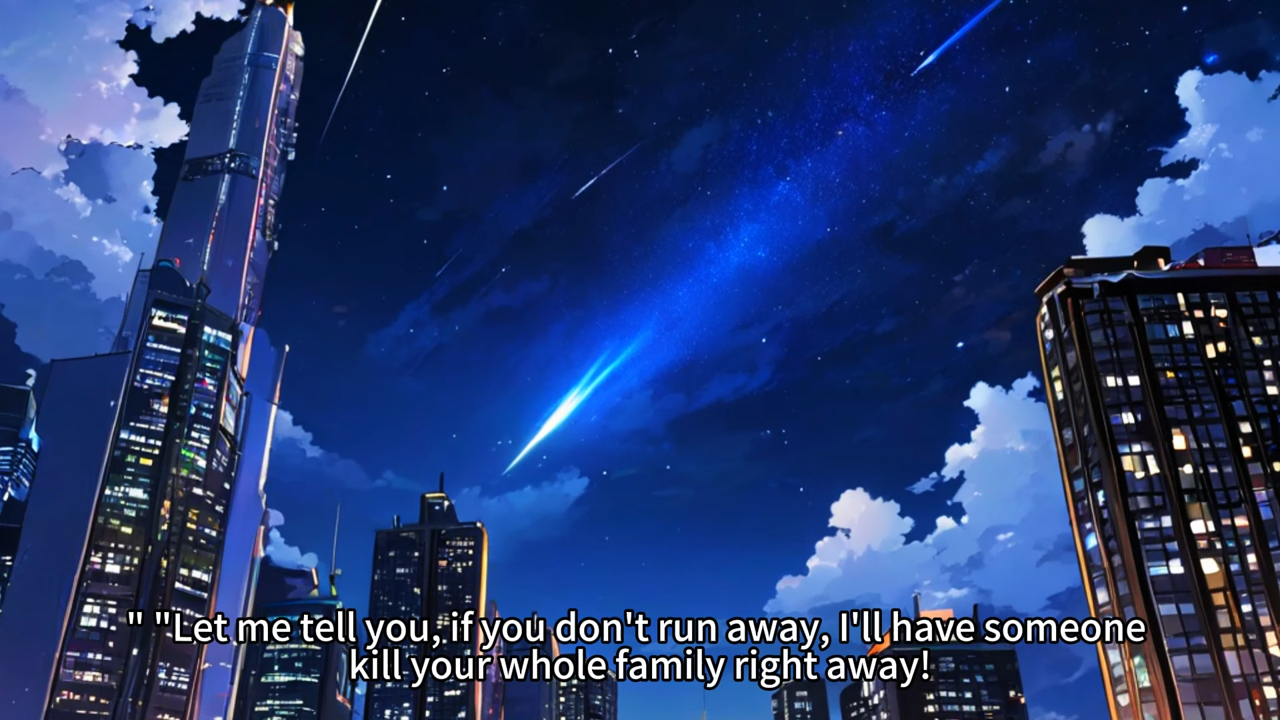 " "Let me tell you, if you don't run away, I'll have someone
kill your whole family right away!